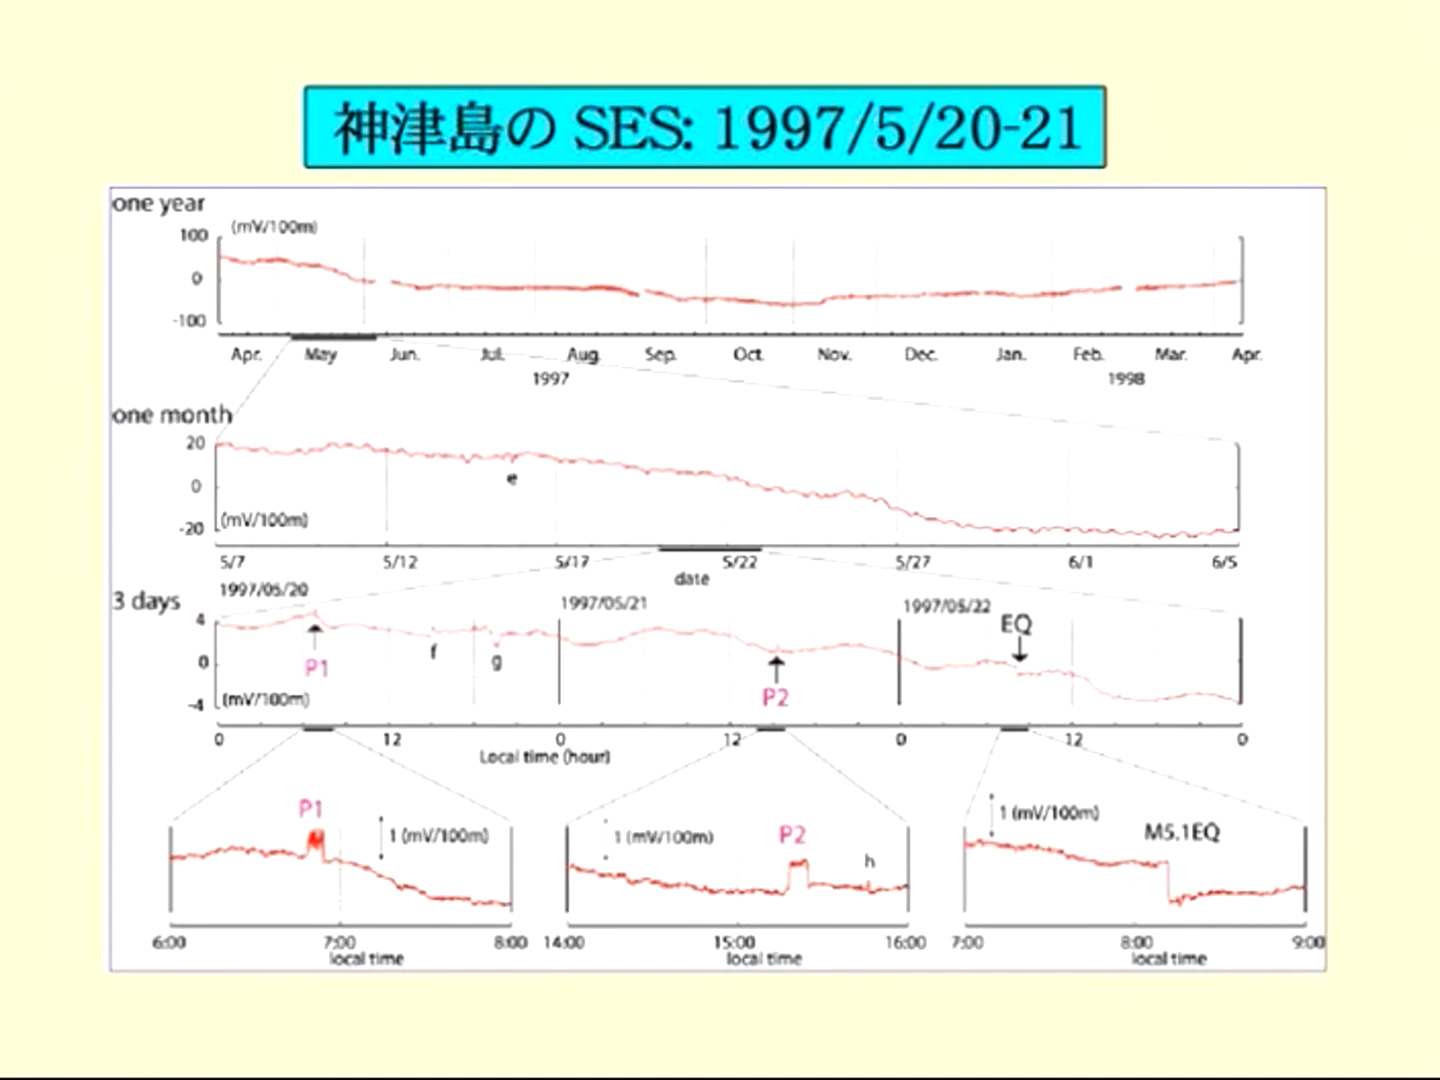 神津島の SES: 1997/5/20-21
one year
(mV/100m)
100
0
-100
Apr. May Jun. Jul. Aug. Sep. Oct. Nov. Dec. Jan. Feb. Mar. Apr.
1997 1998
one month
20
0
-20
(mV/100m)
e
5/7 5/12 5/17 5/22 5/27 6/1 6/5
date
3 days
1997/05/20 1997/05/21 1997/05/22
4
0
-4
(mV/100m)
P1 f g P2 EQ
0 12 0 12 0 12 0
Local time (hour)
P1 1 (mV/100m)
6:00 7:00 8:00
local time
1 (mV/100m) P2 h
14:00 15:00 16:00
local time
1 (mV/100m) M5.1EQ
7:00 8:00 9:00
local time